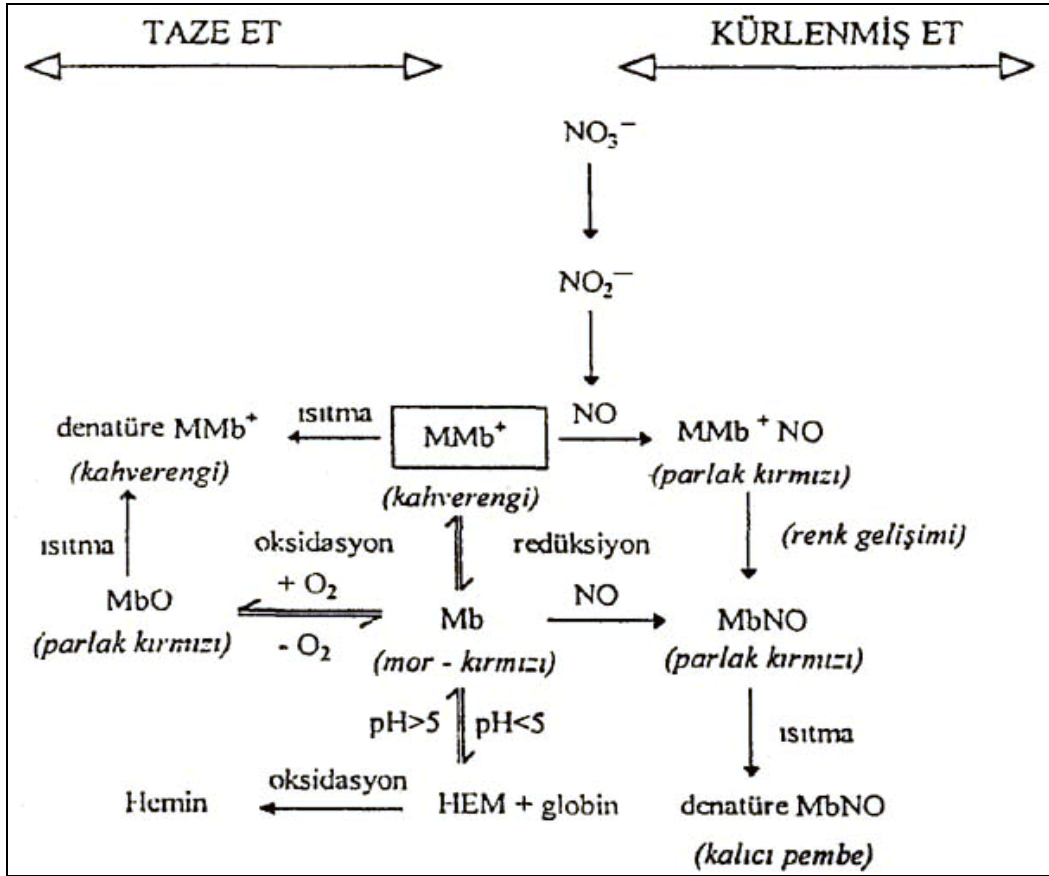 TAZE ET
KÜRLENMİŞ ET
NO₃⁻
NO₂⁻
denatüre MMb⁺
ısıtma
MMb⁺
NO
MMb⁺NO
(kahverengi)
(kahverengi)
(parlak kırmızı)
ısıtma
oksidasyon
redüksiyon
(renk gelişimi)
MbO
+ O₂
Mb
NO
MbNO
(parlak kırmızı)
- O₂
(mor - kırmızı)
(parlak kırmızı)
pH>5
pH<5
ısıtma
Hemin
oksidasyon
HEM + globin
denatüre MbNO
(kalıcı pembe)